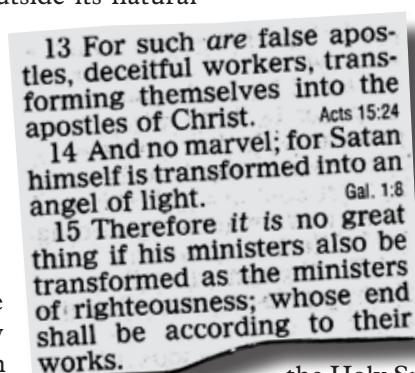 outside its natural
13 For such are false apos-
tles, deceitful workers, trans-
forming themselves into the
apostles of Christ. Acts 15:24
14 And no marvel; for Satan
himself is transformed into an
angel of light. Gal. 1:8
15 Therefore it is no great
thing if his ministers also be
transformed as the ministers
of righteousness; whose end
shall be according to their
works.
the Holy